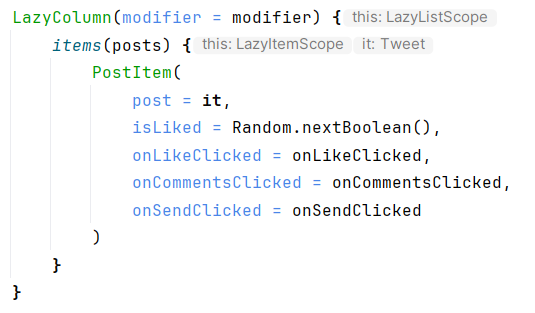 LazyColumn(modifier = modifier) { this: LazyListScope
items(posts) { this: LazyItemScope it: Tweet
PostItem(
post = it,
isLiked = Random.nextBoolean(),
onLikeClicked = onLikeClicked,
onCommentsClicked = onCommentsClicked,
onSendClicked = onSendClicked
)
}
}